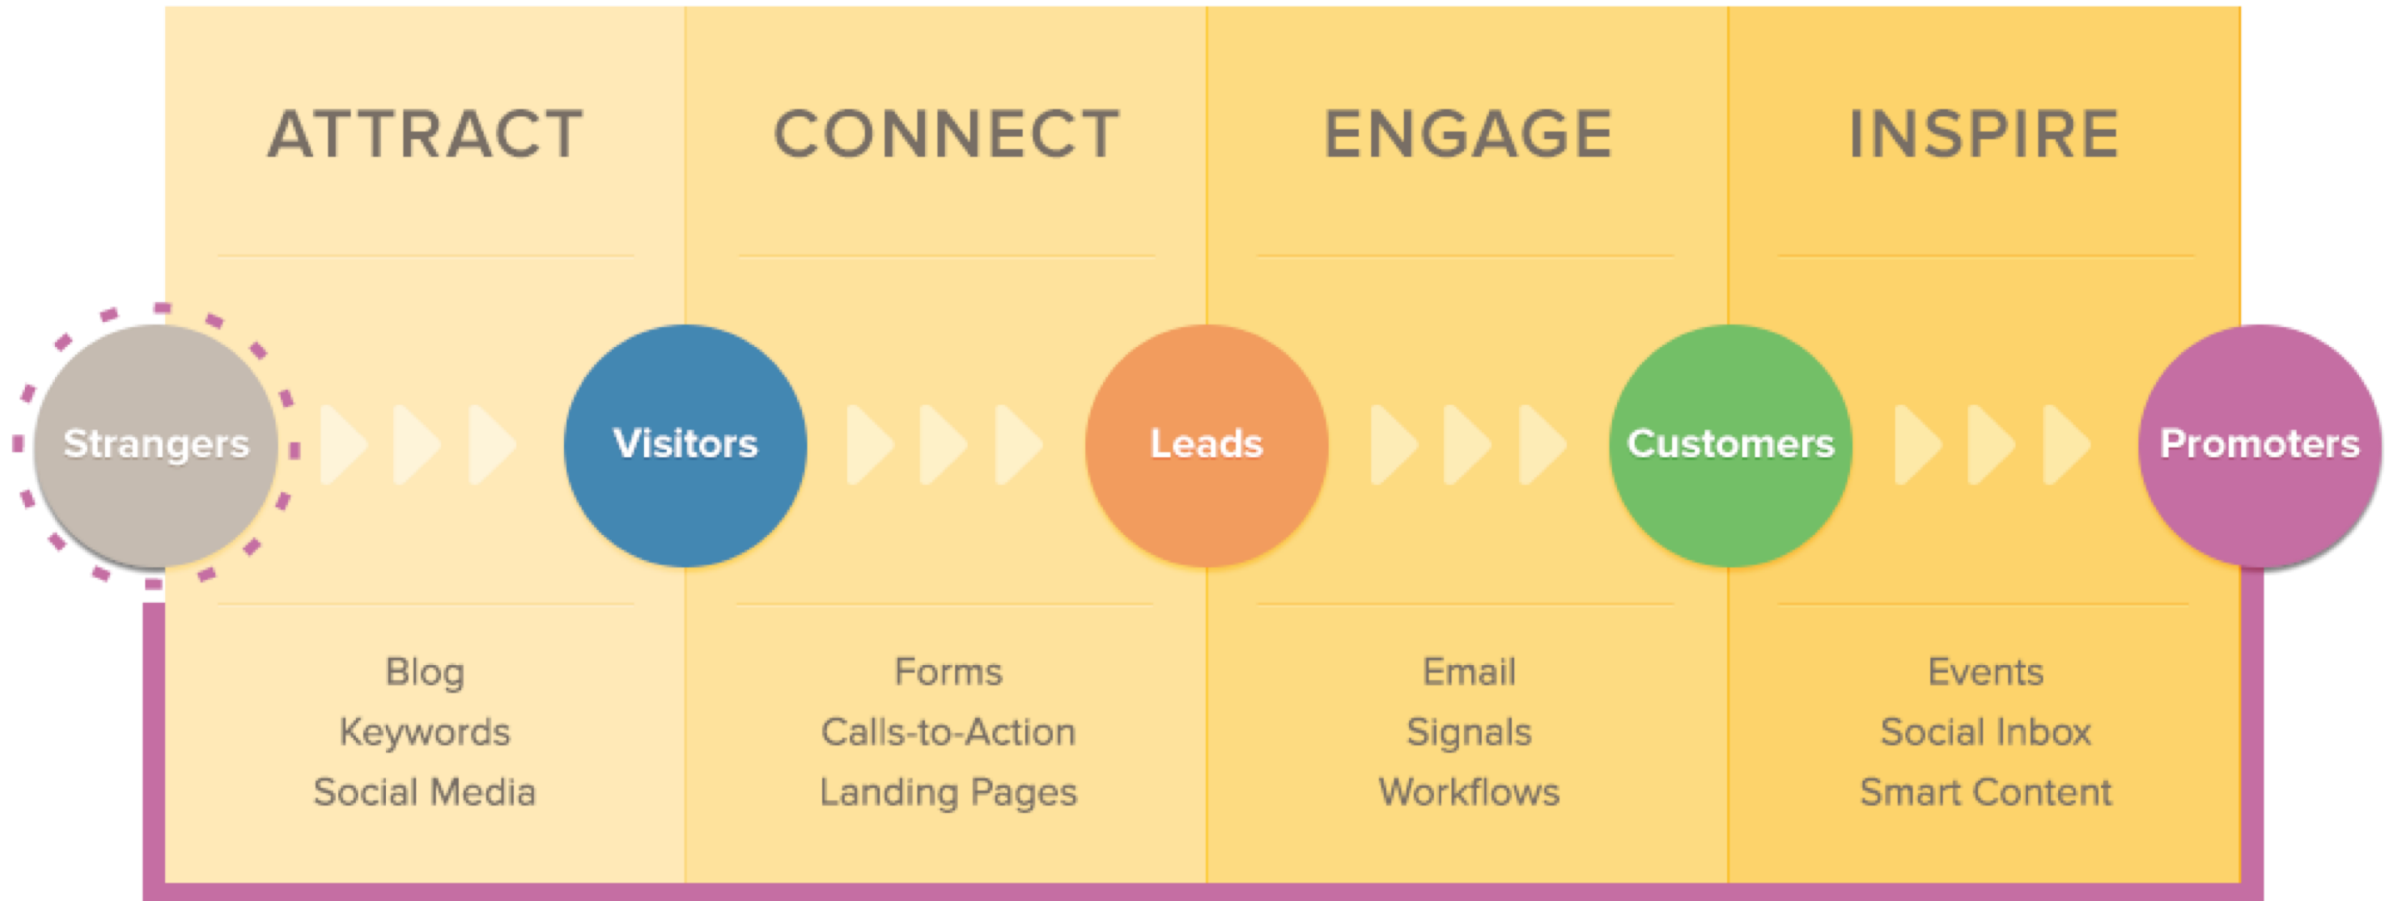 ATTRACT
CONNECT
ENGAGE
INSPIRE
Strangers
Visitors
Leads
Customers
Promoters
Blog
Keywords
Social Media
Forms
Calls-to-Action
Landing Pages
Email
Signals
Workflows
Events
Social Inbox
Smart Content